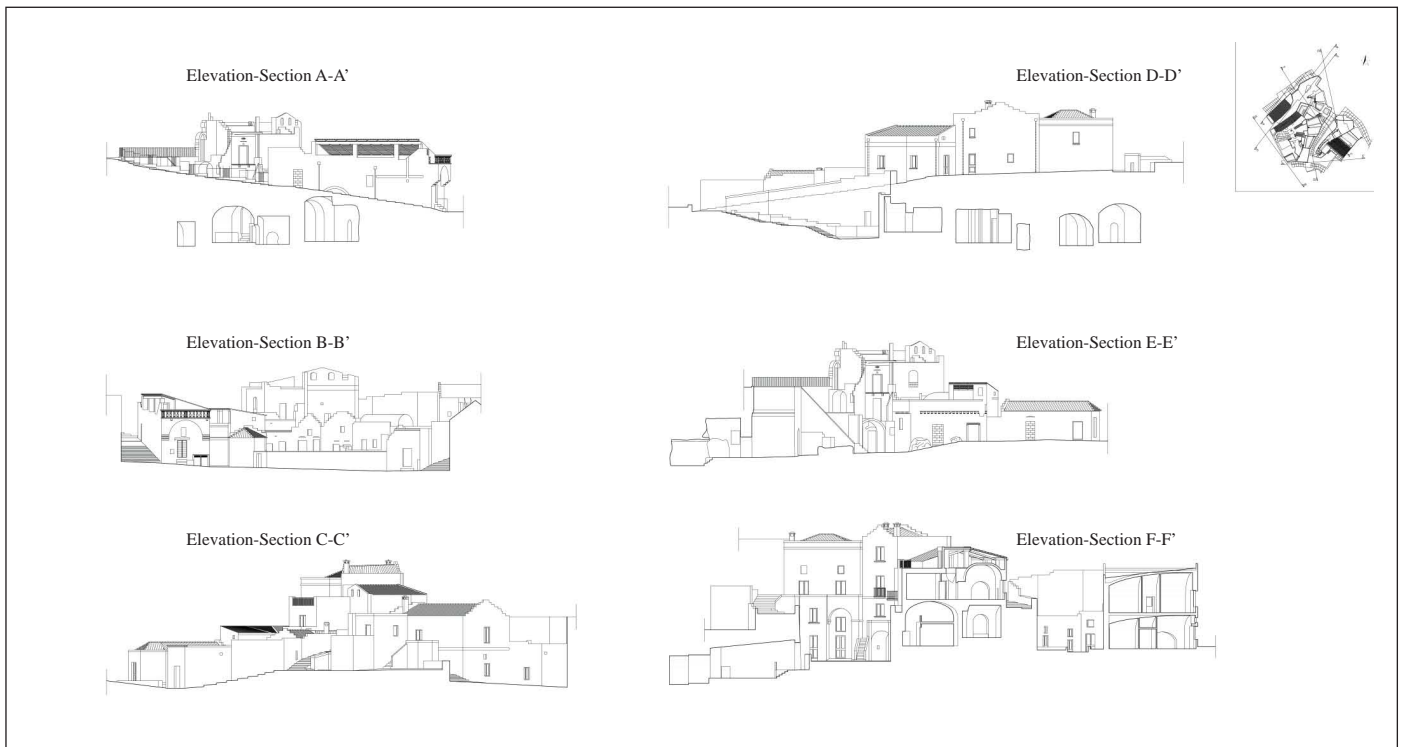 Elevation-Section A-A’
Elevation-Section D-D’
Elevation-Section B-B’
Elevation-Section E-E’
Elevation-Section C-C’
Elevation-Section F-F’